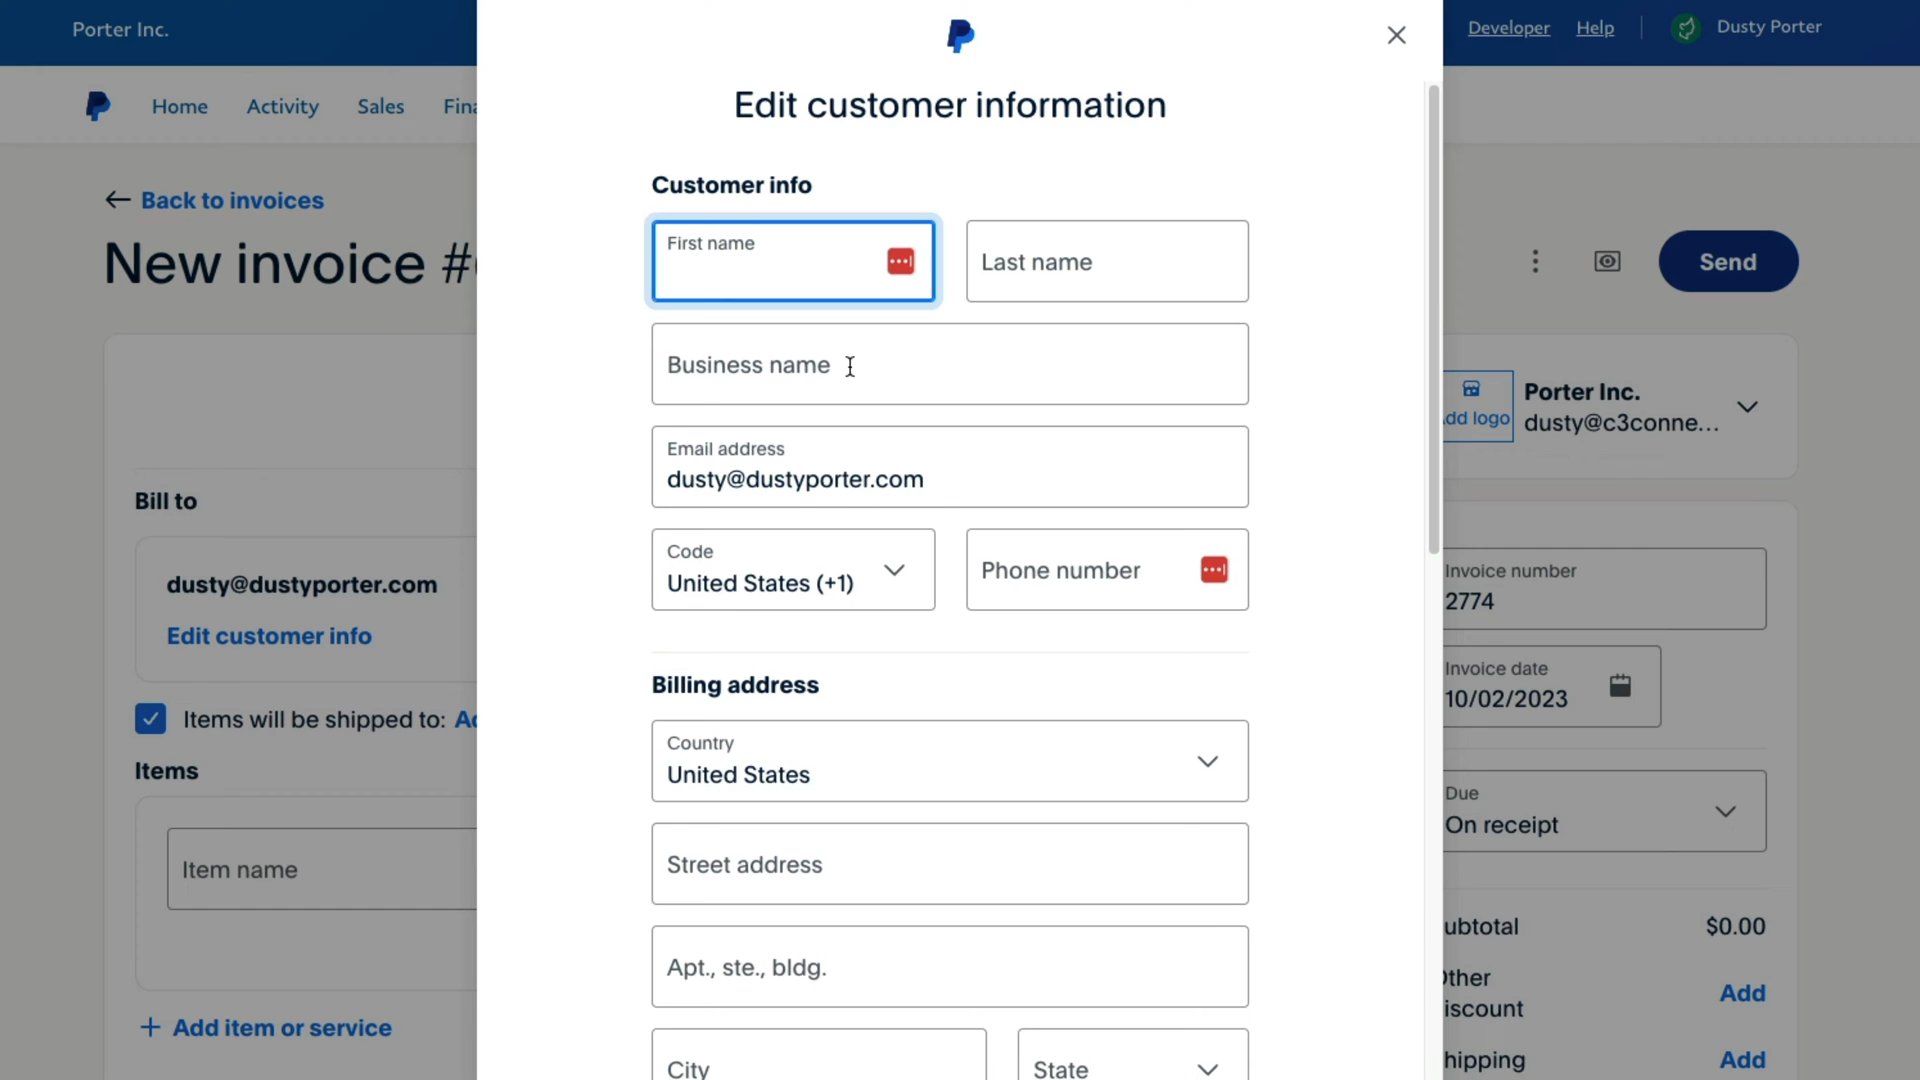 Porter Inc.
Developer
Help
Dusty Porter
Home
Activity
Sales
Edit customer information
Back to invoices
New invoice #
Send
Customer info
First name
Last name
Business name
Email address
dusty@dustyporter.com
Code
United States (+1)
Phone number
Bill to
dusty@dustyporter.com
Edit customer info
Items will be shipped to:
Items
Item name
Add item or service
Billing address
Country
United States
Street address
Apt., ste., bldg.
City
State
logo
Porter Inc.
dusty@c3conne...
Invoice number
2774
Invoice date
10/02/2023
Due
On receipt
ubtotal
$0.00
ther
iscount
Add
hipping
Add